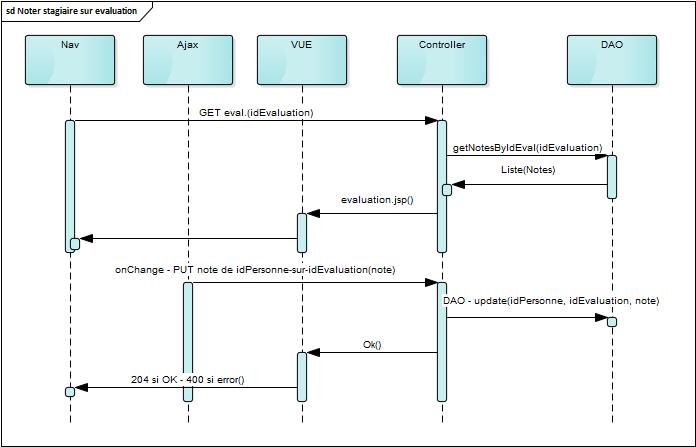 sd Noter stagiaire sur evaluation
Nav Ajax VUE Controller DAO
GET eval.(idEvaluation)
getNotesByIdEval(idEvaluation)
Liste(Notes)
evaluation.jsp()
onChange - PUT note de idPersonne-sur-idEvaluation(note)
DAO - update(idPersonne, idEvaluation, note)
Ok()
204 si OK - 400 si error()